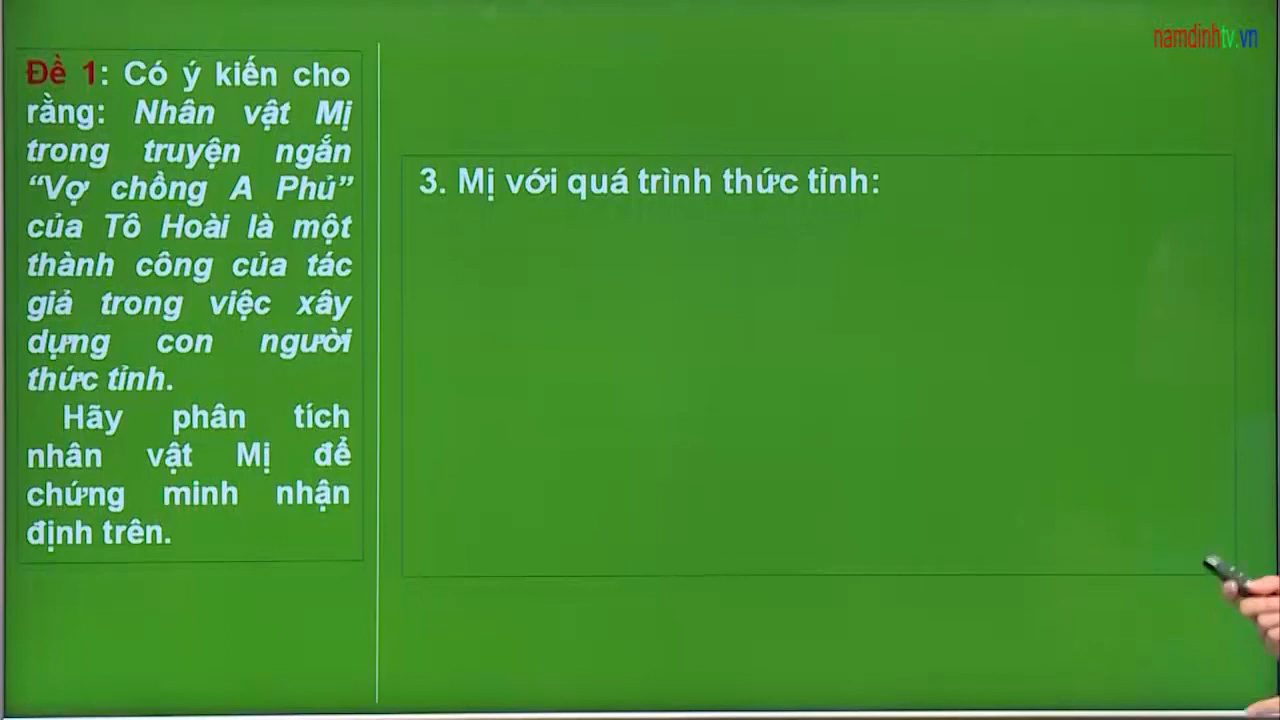 namdinhtv.vn
Đề 1: Có ý kiến cho
rằng: Nhân vật Mị
trong truyện ngắn
“Vợ chồng A Phủ”
của Tô Hoài là một
thành công của tác
giả trong việc xây
dựng con người
thức tỉnh.
Hãy phân tích
nhân vật Mị để
chứng minh nhận
định trên.
3. Mị với quá trình thức tỉnh: